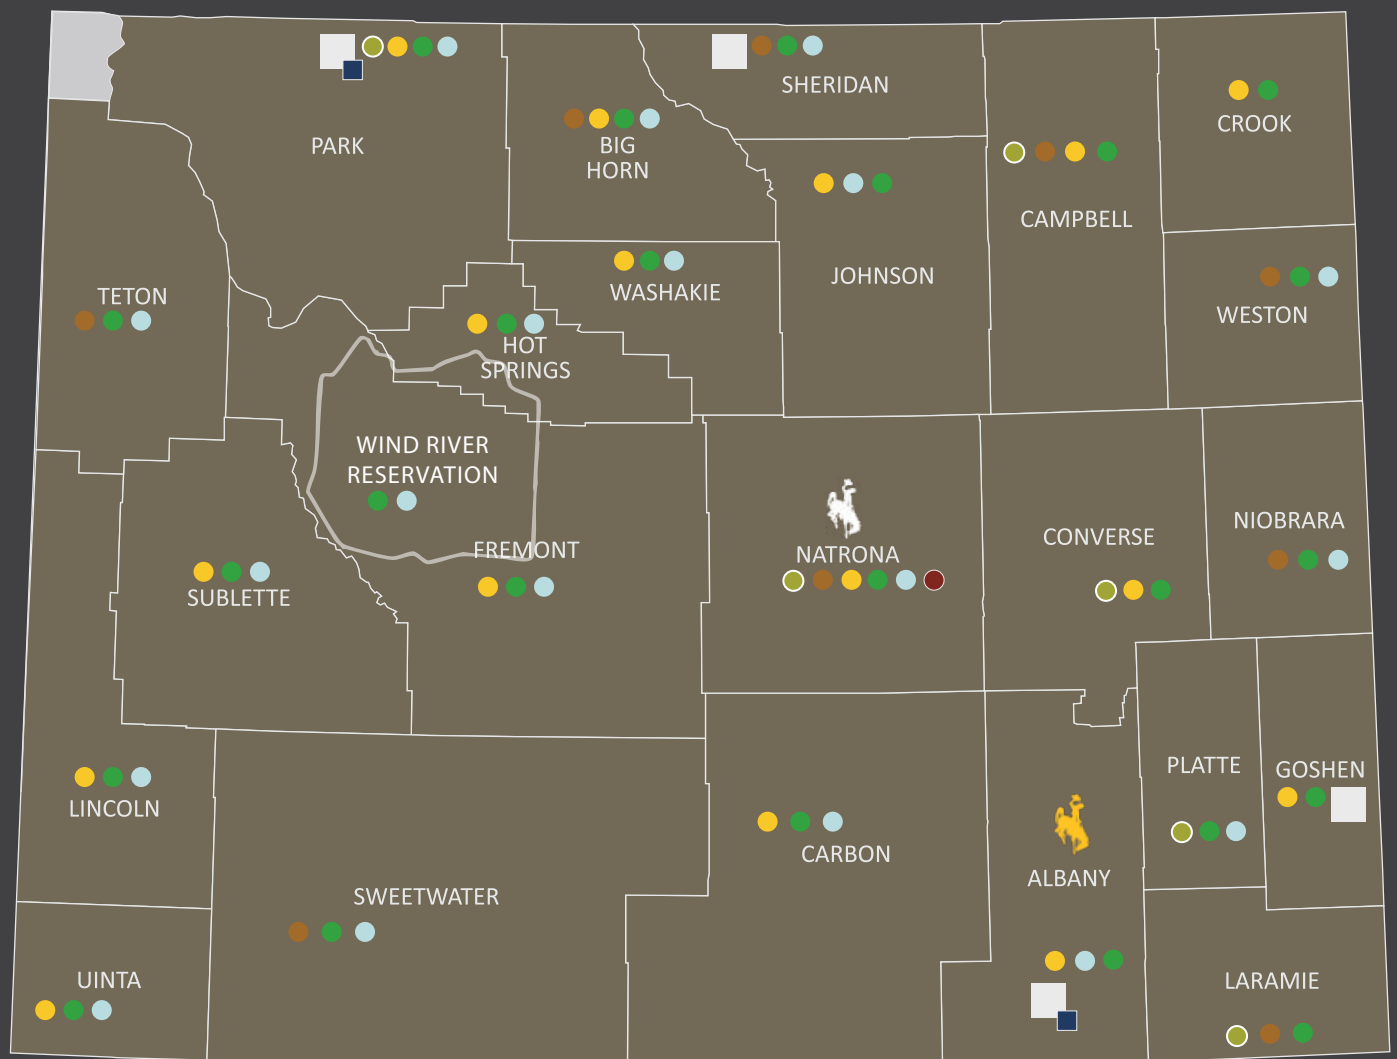 SHERIDAN
CROOK
PARK
BIG
HORN
CAMPBELL
JOHNSON
WASHAKIE
TETON
WESTON
HOT
SPRINGS
WIND RIVER
RESERVATION
NIOBRARA
CONVERSE
FREMONT
NATRONA
SUBLETTE
PLATTE
GOSHEN
LINCOLN
CARBON
ALBANY
SWEETWATER
UINTA
LARAMIE